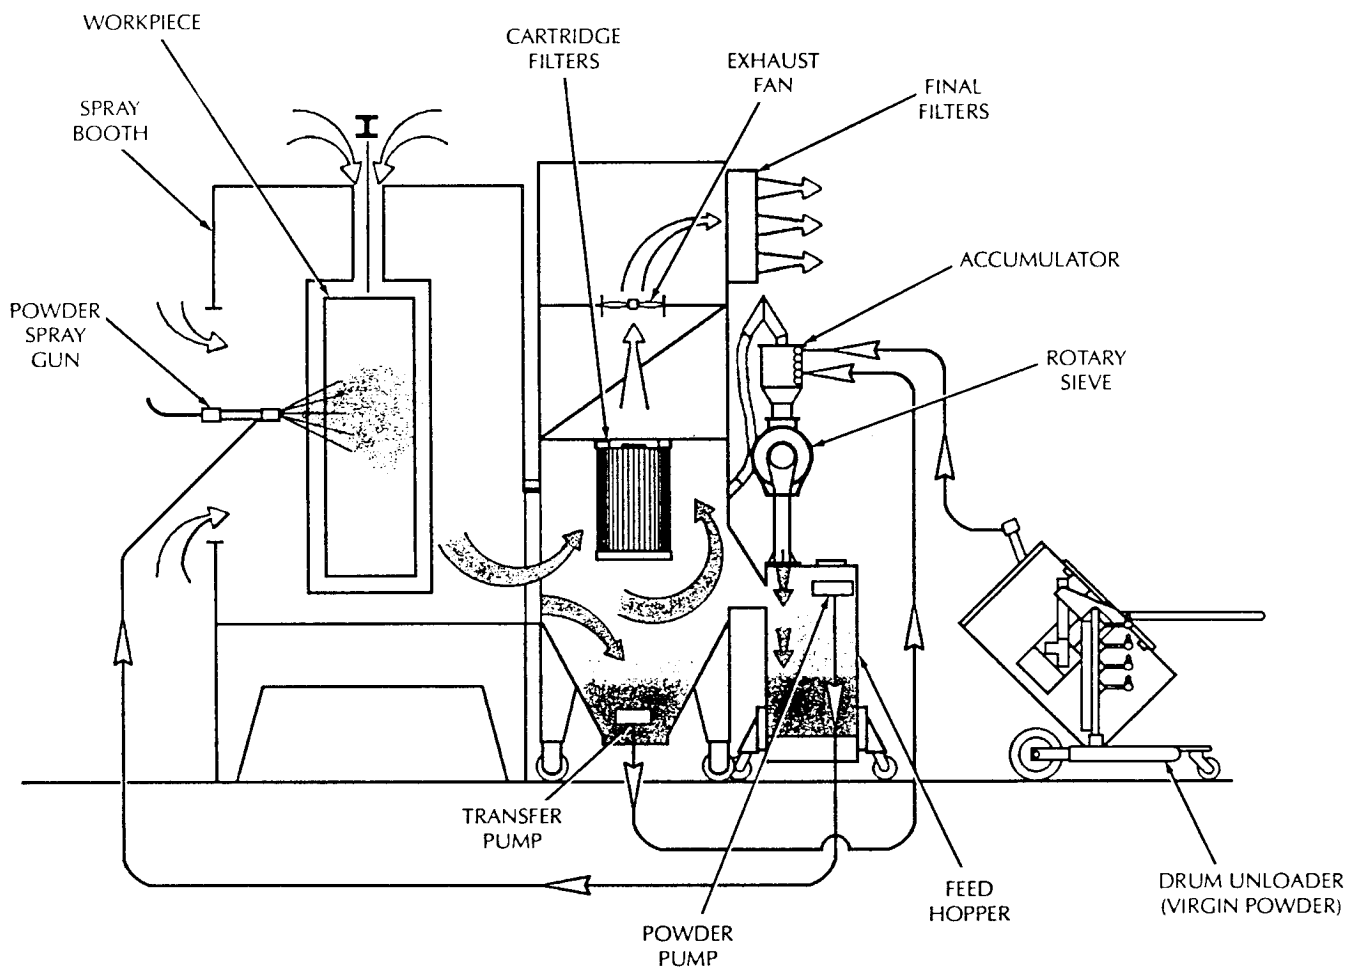 WORKPIECE
CARTRIDGE
FILTERS
EXHAUST
FAN
FINAL
FILTERS
SPRAY
BOOTH
ACCUMULATOR
POWDER
SPRAY
GUN
ROTARY
SIEVE
TRANSFER
PUMP
POWDER
PUMP
FEED
HOPPER
DRUM UNLOADER
(VIRGIN POWDER)